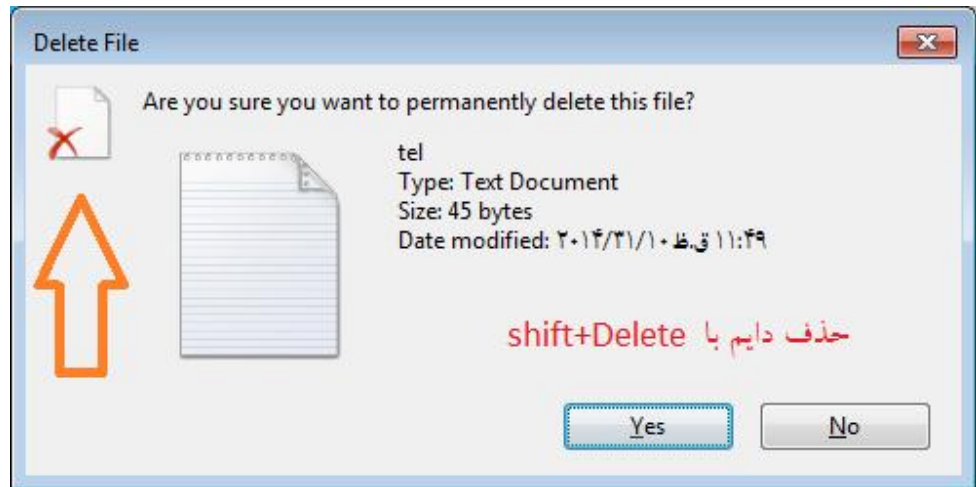 Delete File
Are you sure you want to permanently delete this file?
tel
Type: Text Document
Size: 45 bytes
Date modified: ۲۰۱۴/۳۱/۱۰ ۱۱:۴۹ ق.ظ
حذف دایم با shift+Delete
Yes
No